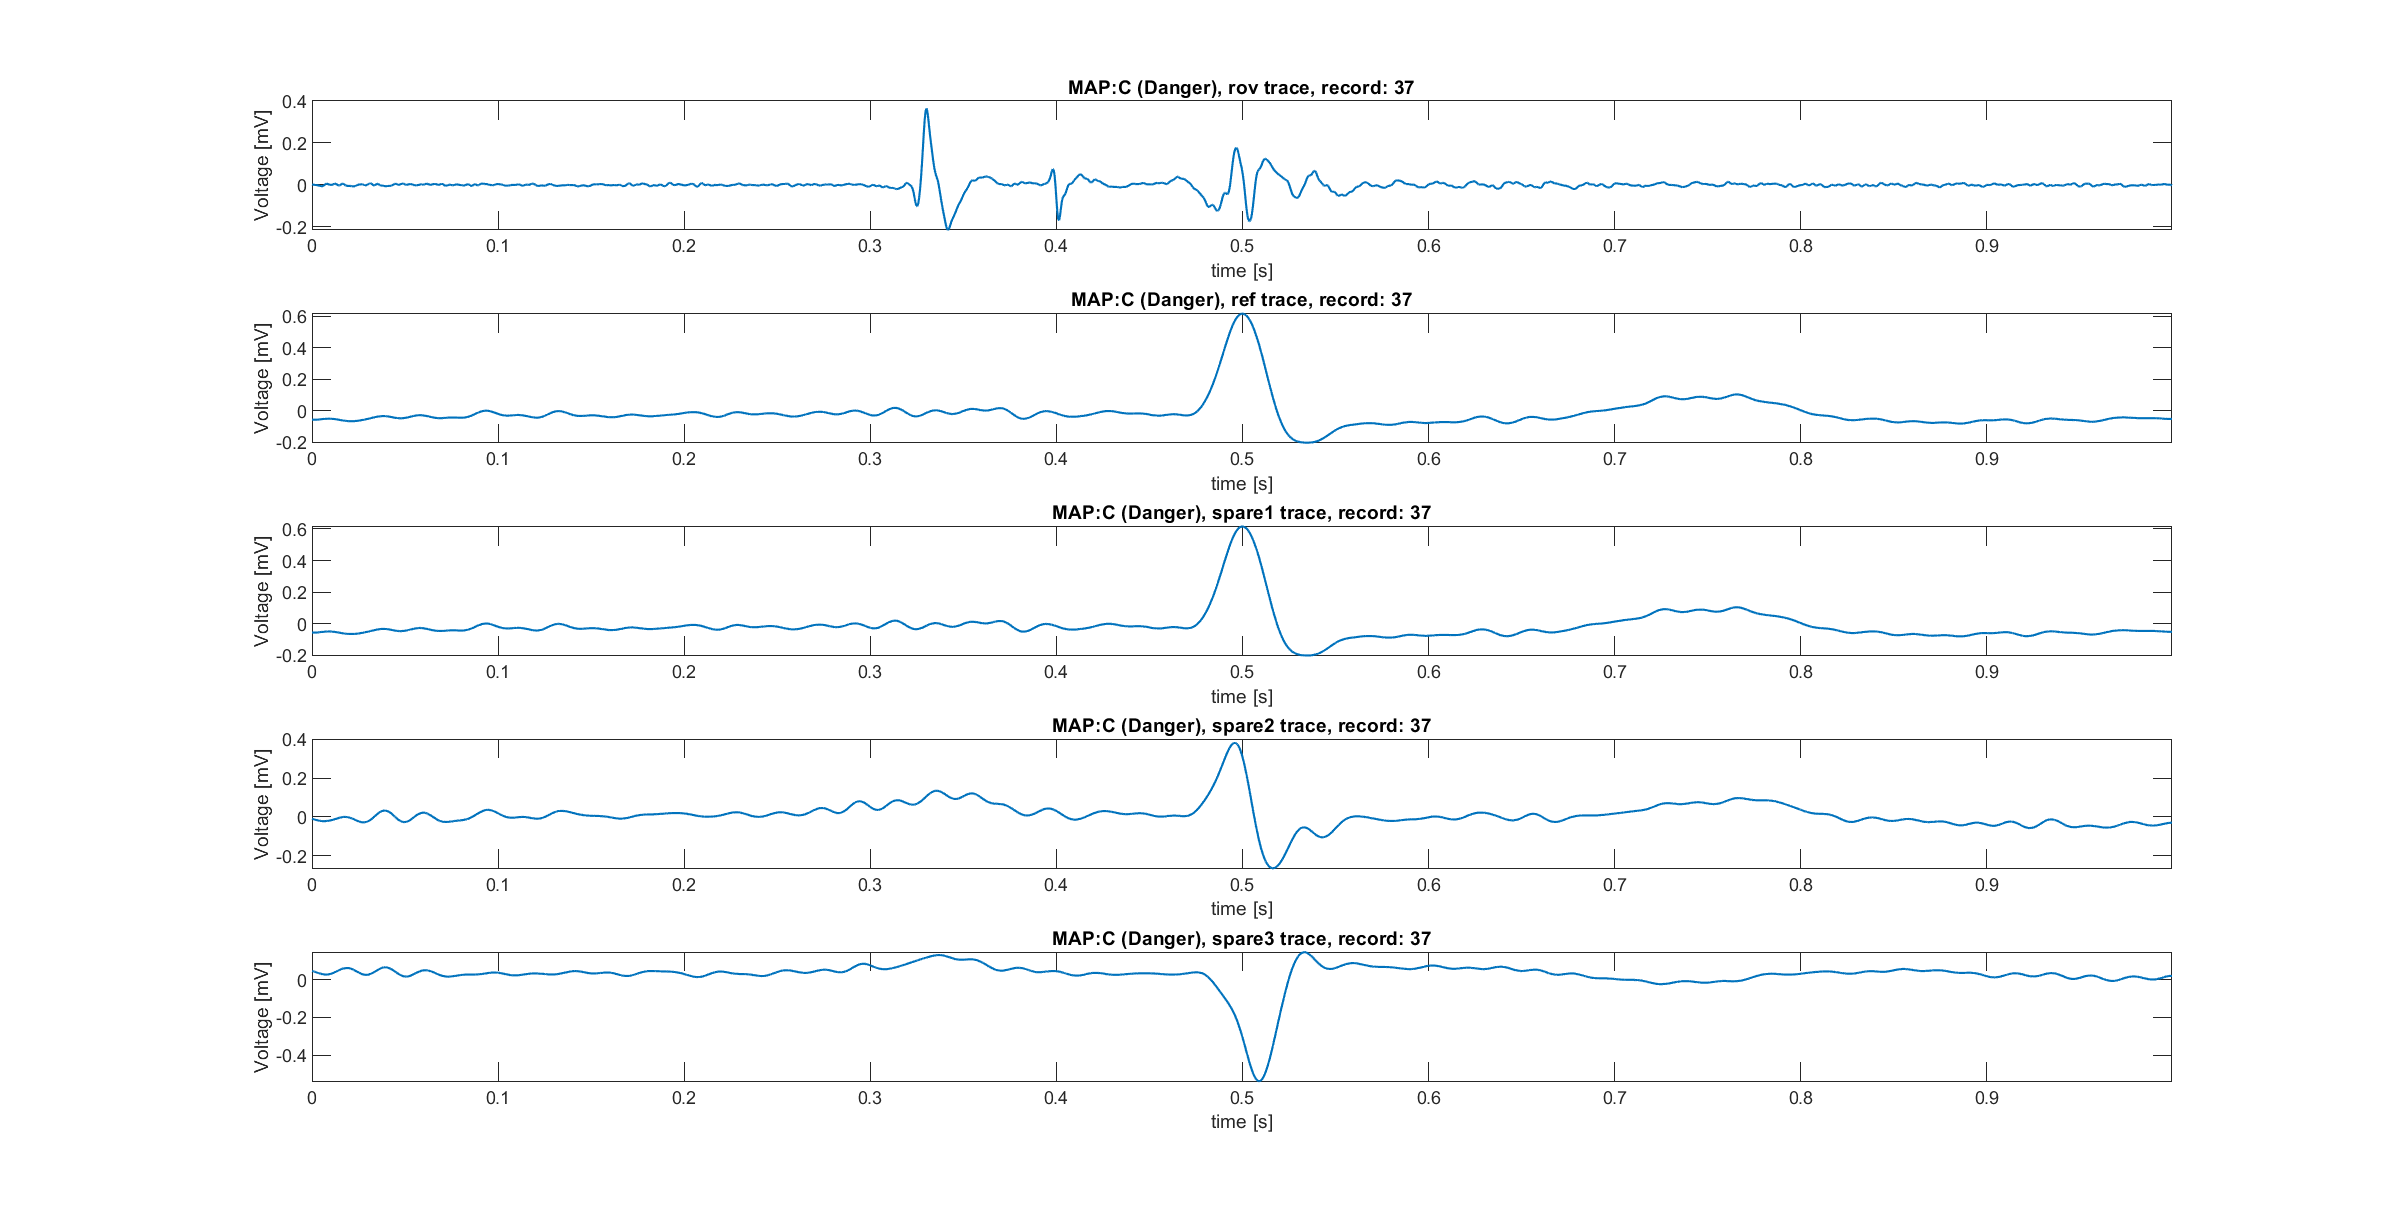 MAP:C (Danger), rov trace, record: 37
Voltage [mV]
0.4
0.2
0
-0.2
0 0.1 0.2 0.3 0.4 0.5 0.6 0.7 0.8 0.9
time [s]
MAP:C (Danger), ref trace, record: 37
Voltage [mV]
0.6
0.4
0.2
0
-0.2
0 0.1 0.2 0.3 0.4 0.5 0.6 0.7 0.8 0.9
time [s]
MAP:C (Danger), spare1 trace, record: 37
Voltage [mV]
0.6
0.4
0.2
0
-0.2
0 0.1 0.2 0.3 0.4 0.5 0.6 0.7 0.8 0.9
time [s]
MAP:C (Danger), spare2 trace, record: 37
Voltage [mV]
0.4
0.2
0
-0.2
0 0.1 0.2 0.3 0.4 0.5 0.6 0.7 0.8 0.9
time [s]
MAP:C (Danger), spare3 trace, record: 37
Voltage [mV]
0
-0.2
-0.4
0 0.1 0.2 0.3 0.4 0.5 0.6 0.7 0.8 0.9
time [s]